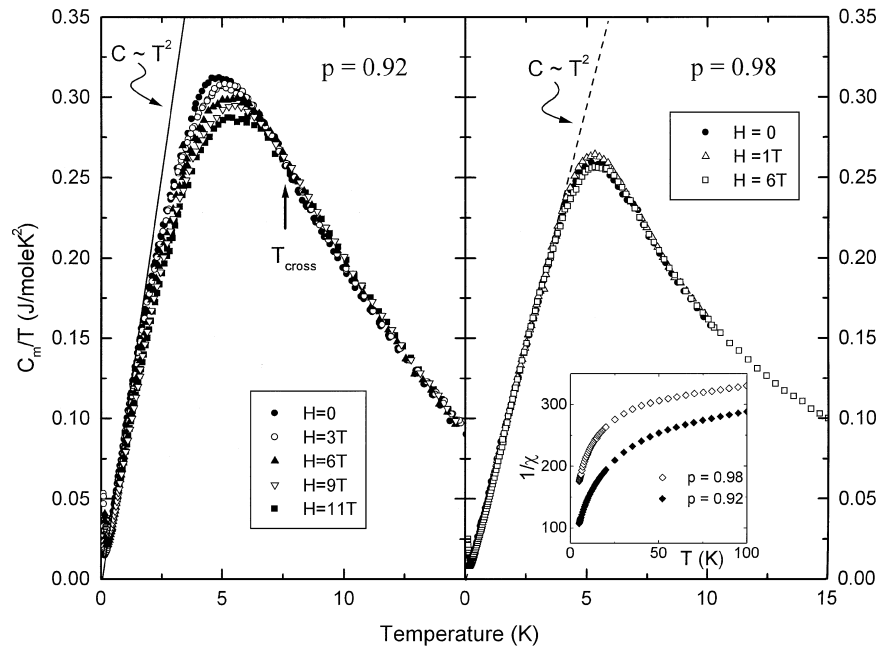 0.35
0.30
0.25
0.20
0.15
0.10
0.05
0.00
C_m/T (J/moleK²)
C ~ T²
p = 0.92
T_cross
H=0
H=3T
H=6T
H=9T
H=11T
0
5
10
C ~ T²
p = 0.98
H = 0
H =1T
H = 6T
300
200
100
1/χ
p = 0.98
p = 0.92
0
50
100
T (K)
0
5
10
15
0.35
0.30
0.25
0.20
0.15
0.10
0.05
0.00
Temperature (K)